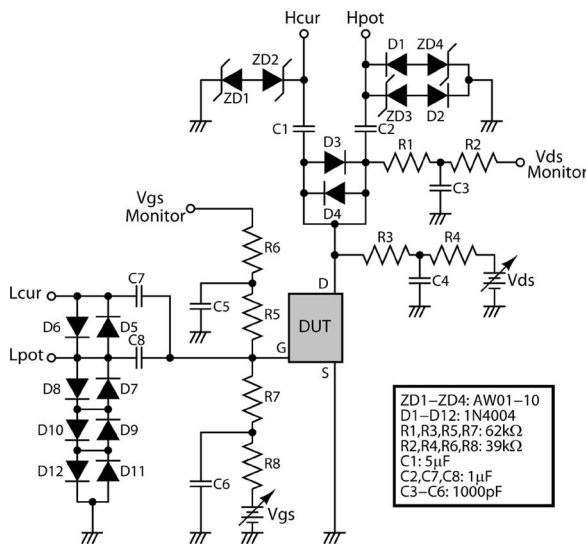 Hcur
Hpot
D1
ZD4
ZD2
ZD1
ZD3
D2
C1
C2
D3
R1
R2
Vds
Monitor
C3
D4
Vgs
Monitor
R6
R3
R4
C7
C5
R5
D
C4
Vds
Lcur
D6
D5
C8
DUT
Lpot
G
S
D8
D7
R7
D10
D9
D12
D11
C6
R8
Vgs
ZD1–ZD4: AW01–10
D1–D12: 1N4004
R1,R3,R5,R7: 62kΩ
R2,R4,R6,R8: 39kΩ
C1: 5μF
C2,C7,C8: 1μF
C3–C6: 1000pF